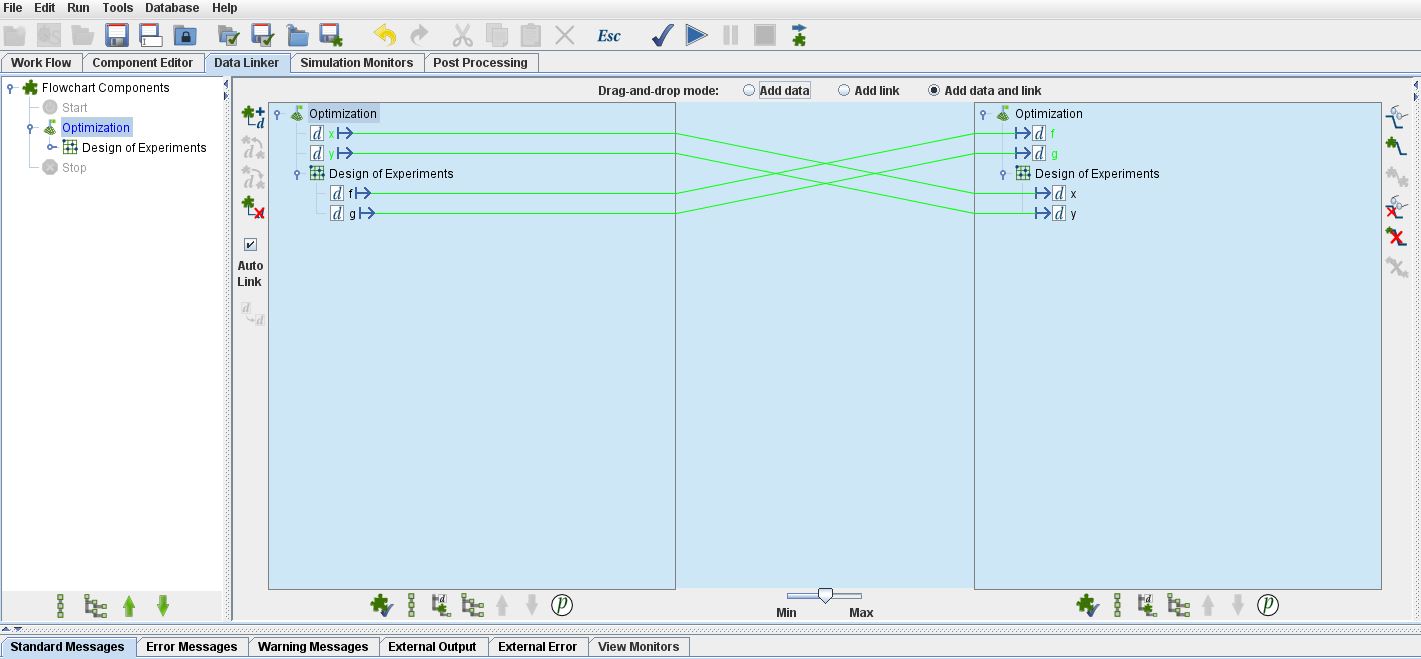 File Edit Run Tools Database Help
Esc
Work Flow Component Editor Data Linker Simulation Monitors Post Processing
Flowchart Components
Start
Optimization
Design of Experiments
Stop
Drag-and-drop mode: Add data Add link Add data and link
d
d
d
Auto
Link
d
d
Optimization
d x
d y
Design of Experiments
d f
d g
Optimization
d f
d g
Design of Experiments
d x
d y
d p
Min Max
d p
Standard Messages Error Messages Warning Messages External Output External Error View Monitors